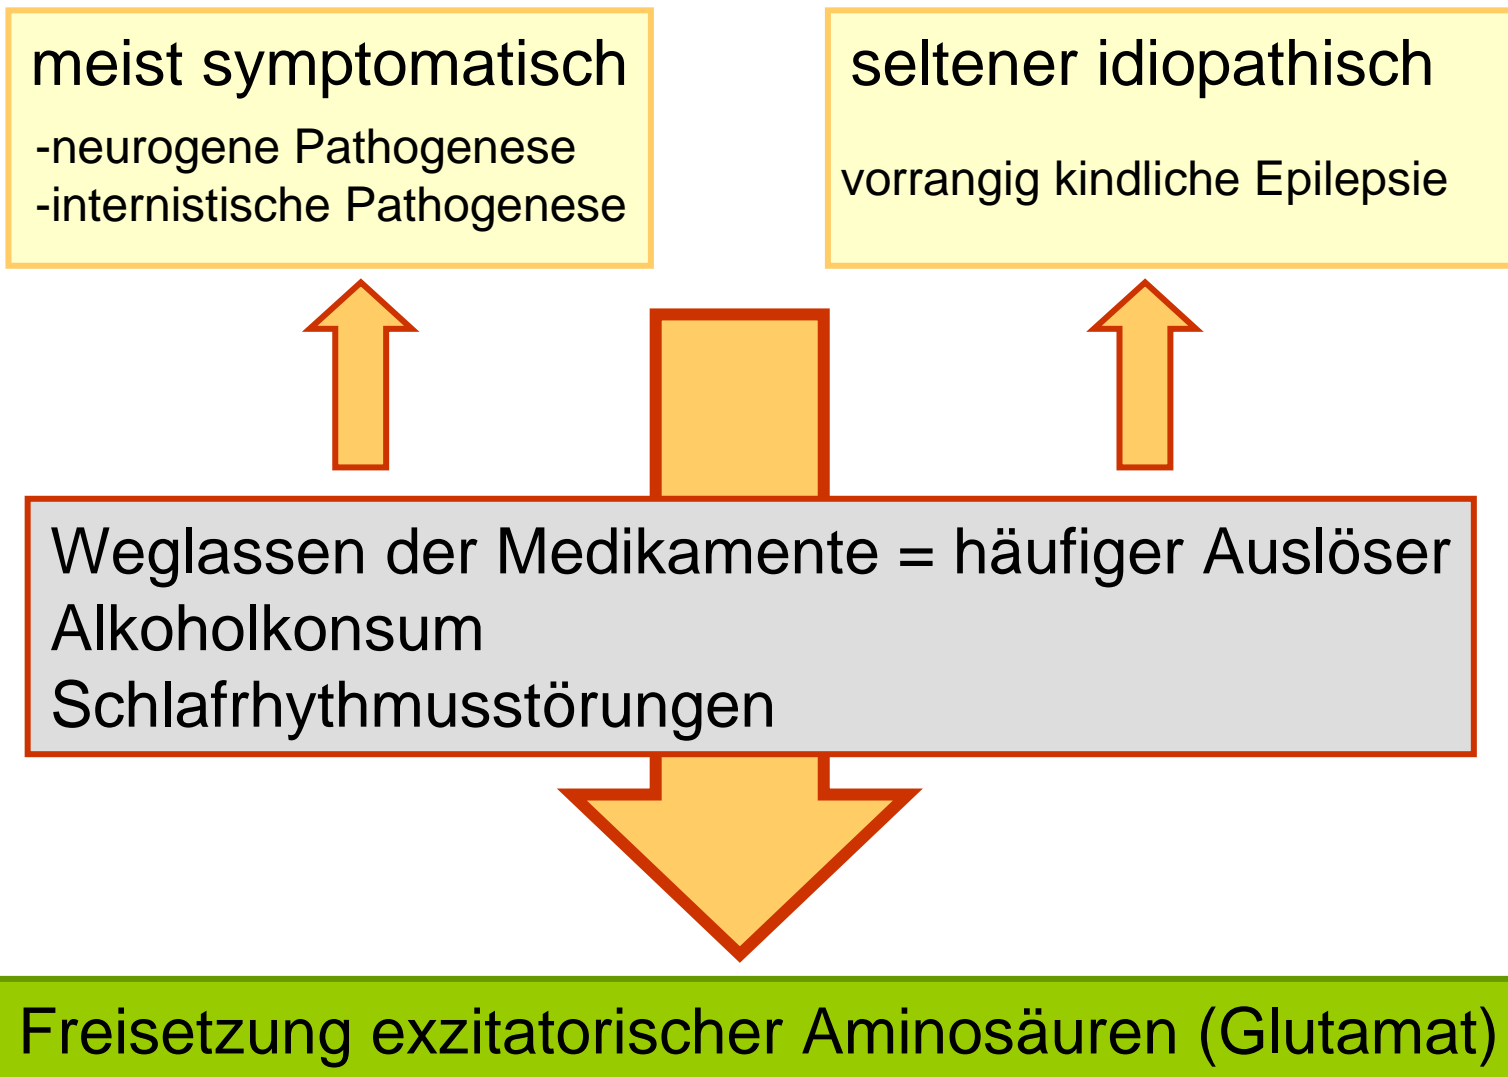 meist symptomatisch
-neurogene Pathogenese
-internistische Pathogenese
seltener idiopathisch
vorrangig kindliche Epilepsie
Weglassen der Medikamente = häufiger Auslöser
Alkoholkonsum
Schlafrhythmusstörungen
Freisetzung exzitatorischer Aminosäuren (Glutamat)